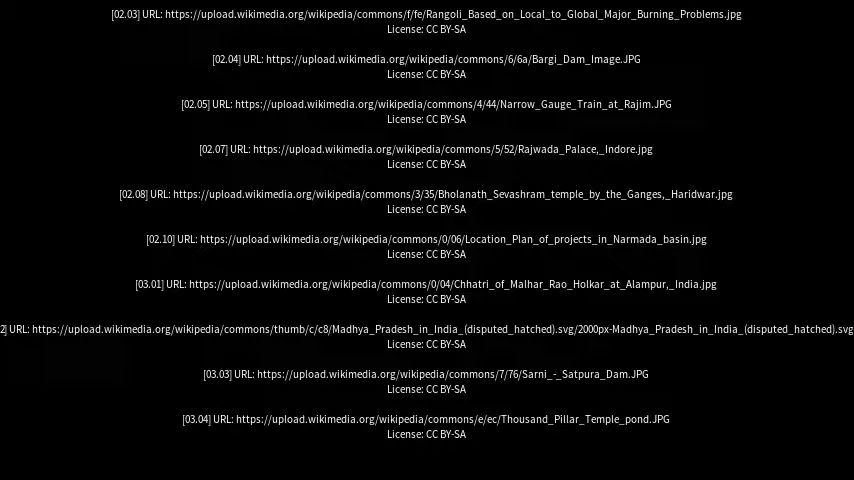 [02.03] URL: https://upload.wikimedia.org/wikipedia/commons/f/fe/Rangoli_Based_on_Local_to_Global_Major_Burning_Problems.jpg
License: CC BY-SA
[02.04] URL: https://upload.wikimedia.org/wikipedia/commons/6/6a/Bargi_Dam_Image.JPG
License: CC BY-SA
[02.05] URL: https://upload.wikimedia.org/wikipedia/commons/4/44/Narrow_Gauge_Train_at_Rajim.JPG
License: CC BY-SA
[02.07] URL: https://upload.wikimedia.org/wikipedia/commons/5/52/Rajwada_Palace,_Indore.jpg
License: CC BY-SA
[02.08] URL: https://upload.wikimedia.org/wikipedia/commons/3/35/Bholanath_Sevashram_temple_by_the_Ganges,_Haridwar.jpg
License: CC BY-SA
[02.10] URL: https://upload.wikimedia.org/wikipedia/commons/0/06/Location_Plan_of_projects_in_Narmada_basin.jpg
License: CC BY-SA
[03.01] URL: https://upload.wikimedia.org/wikipedia/commons/0/04/Chhatri_of_Malhar_Rao_Holkar_at_Alampur,_India.jpg
License: CC BY-SA
2] URL: https://upload.wikimedia.org/wikipedia/commons/thumb/c/c8/Madhya_Pradesh_in_India_(disputed_hatched).svg/2000px-Madhya_Pradesh_in_India_(disputed_hatched).svg
License: CC BY-SA
[03.03] URL: https://upload.wikimedia.org/wikipedia/commons/7/76/Sarni_-_Satpura_Dam.JPG
License: CC BY-SA
[03.04] URL: https://upload.wikimedia.org/wikipedia/commons/e/ec/Thousand_Pillar_Temple_pond.JPG
License: CC BY-SA